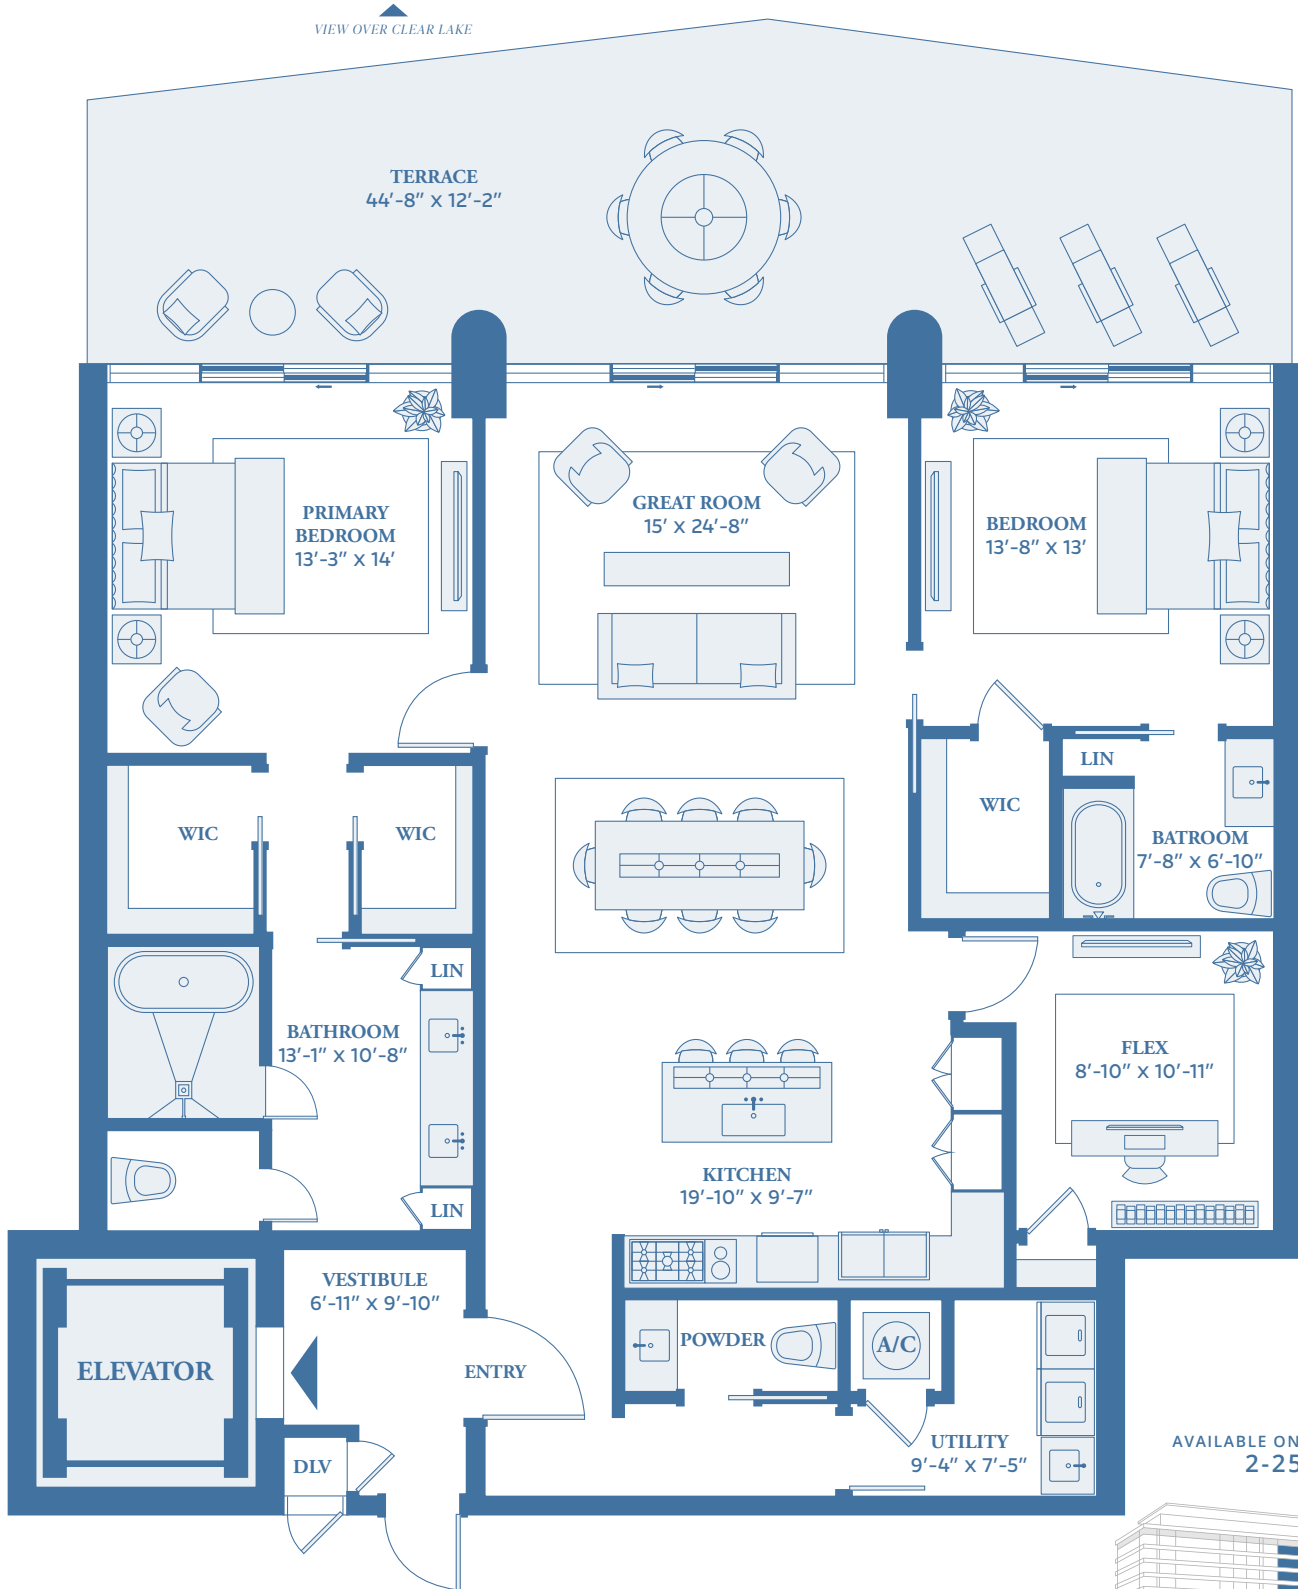 VIEW OVER CLEAR LAKE
TERRACE
44'-8" X 12'-2"
PRIMARY
BEDROOM
13'-3" X 14'
GREAT ROOM
15' X 24'-8"
BEDROOM
13'-8" X 13'
WIC
WIC
WIC
LIN
BATROOM
7'-8" X 6'-10"
LIN
BATHROOM
13'-1" X 10'-8"
FLEX
8'-10" X 10'-11"
KITCHEN
19'-10" X 9'-7"
LIN
VESTIBULE
6'-11" X 9'-10"
ELEVATOR
ENTRY
POWDER
A/C
UTILITY
9'-4" X 7'-5"
DLV
AVAILABLE ON
2-25